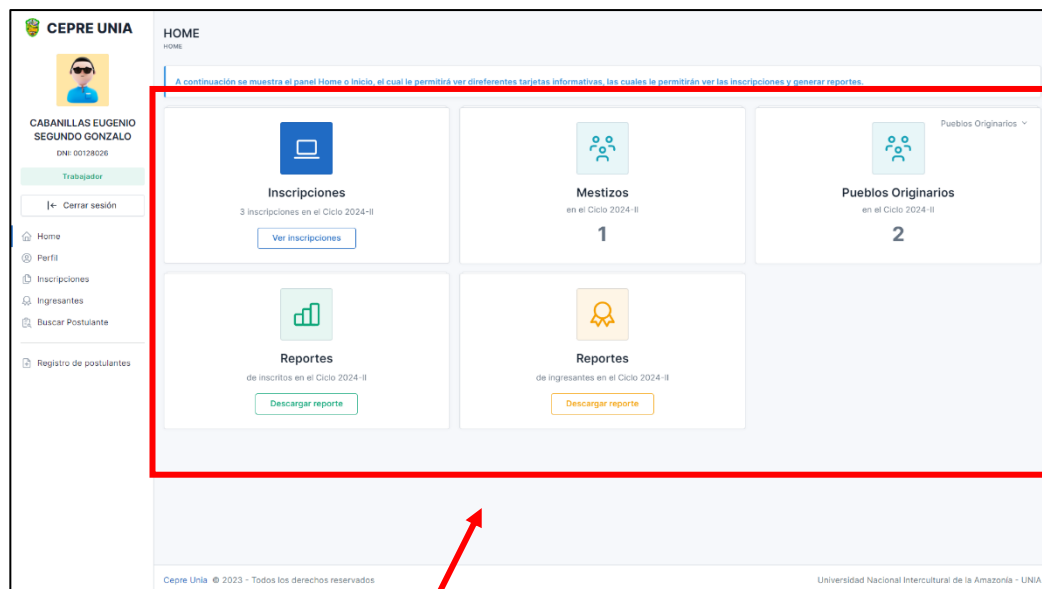 CEPRE UNIA
CABANILLAS EUGENIO
SEGUNDO GONZALO
DNI: 00128026
Trabajador
Cerrar sesión
Home
Perfil
Inscripciones
Ingresantes
Buscar Postulante
Registro de postulantes
HOME
HOME
A continuación se muestra el panel Home o Inicio, el cual le permitirá ver direferentes tarjetas informativas, las cuales le permitirán ver las inscripciones y generar reportes.
Inscripciones
3 inscripciones en el Ciclo 2024-II
Ver inscripciones
Mestizos
en el Ciclo 2024-II
1
Pueblos Originarios
Pueblos Originarios
en el Ciclo 2024-II
2
Reportes
de inscritos en el Ciclo 2024-II
Descargar reporte
Reportes
de ingresantes en el Ciclo 2024-II
Descargar reporte
Cepre Unia © 2023 - Todos los derechos reservados
Universidad Nacional Intercultural de la Amazonía - UNIA